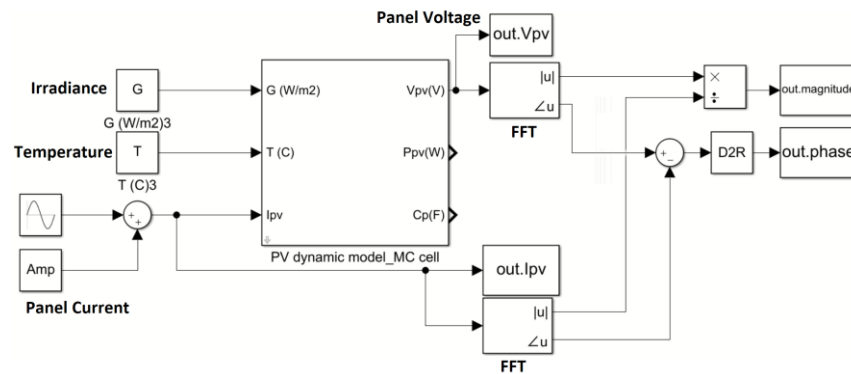 Panel Voltage
out.Vpv
Irradiance
G
G (W/m2)3
Temperature
T
T (C)3
G (W/m2)
T (C)
Ipv
Vpv(V)
Ppv(W)
Cp(F)
PV dynamic model_MC cell
|u|
∠u
FFT
×
÷
out.magnitude
+
−
D2R
out.phase
+
+
Amp
Panel Current
out.Ipv
|u|
∠u
FFT